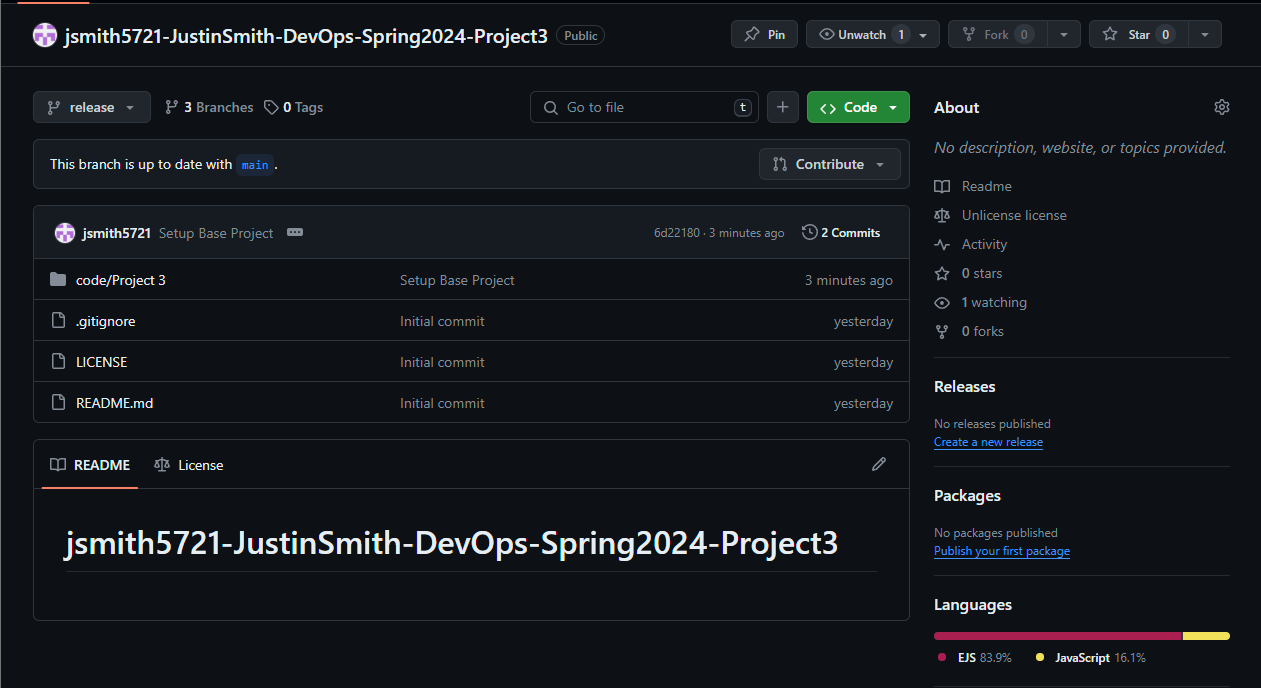 jsmith5721-JustinSmith-DevOps-Spring2024-Project3 Public Pin Unwatch 1 Fork 0 Star 0
release 3 Branches 0 Tags Go to file t Code
This branch is up to date with main . Contribute
jsmith5721 Setup Base Project 6d22180 · 3 minutes ago 2 Commits
code/Project 3 Setup Base Project 3 minutes ago
.gitignore Initial commit yesterday
LICENSE Initial commit yesterday
README.md Initial commit yesterday
README License
jsmith5721-JustinSmith-DevOps-Spring2024-Project3
About
No description, website, or topics provided.
Readme
Unlicense license
Activity
0 stars
1 watching
0 forks
Releases
No releases published
Create a new release
Packages
No packages published
Publish your first package
Languages
EJS 83.9% JavaScript 16.1%